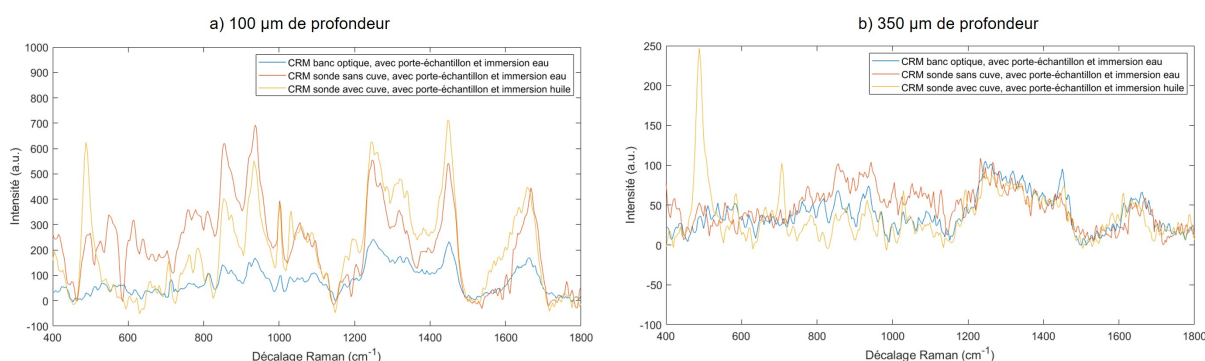 a) 100 µm de profondeur
1000
900
800
700
600
500
400
300
200
100
0
-100
Intensité (a.u.)
CRM banc optique, avec porte-échantillon et immersion eau
CRM sonde sans cuve, avec porte-échantillon et immersion eau
CRM sonde avec cuve, avec porte-échantillon et immersion huile
400 600 800 1000 1200 1400 1600 1800
Décalage Raman (cm⁻¹)
b) 350 µm de profondeur
250
200
150
100
50
0
-50
-100
Intensité (a.u.)
CRM banc optique, avec porte-échantillon et immersion eau
CRM sonde sans cuve, avec porte-échantillon et immersion eau
CRM sonde avec cuve, avec porte-échantillon et immersion huile
400 600 800 1000 1200 1400 1600 1800
Décalage Raman (cm⁻¹)